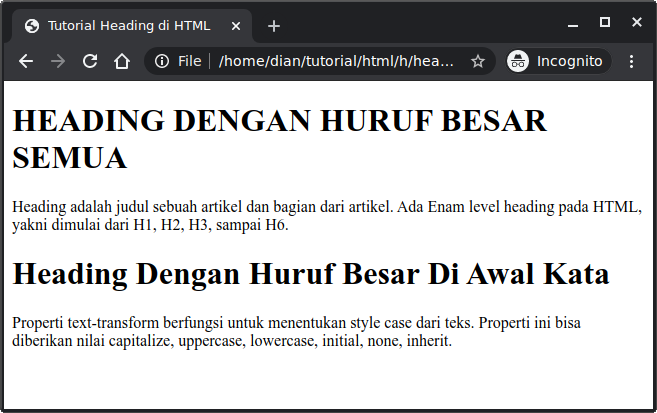 Tutorial Heading di HTML
File
/home/dian/tutorial/html/h/hea...
Incognito
HEADING DENGAN HURUF BESAR
SEMUA
Heading adalah judul sebuah artikel dan bagian dari artikel. Ada Enam level heading pada HTML,
yakni dimulai dari H1, H2, H3, sampai H6.
Heading Dengan Huruf Besar Di Awal Kata
Properti text-transform berfungsi untuk menentukan style case dari teks. Properti ini bisa
diberikan nilai capitalize, uppercase, lowercase, initial, none, inherit.